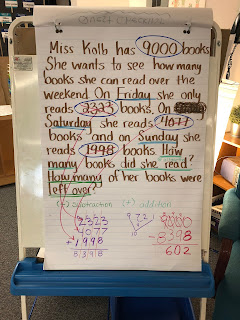 Checking
Miss Kolb has 9000 books.
She wants to see how many
books she can read over the
weekend. On Friday she only
reads 2323 books. On
Saturday she reads 4077
books and on Sunday she
reads 1998 books. How
many books did she read?
How many of her books were
left over?
(-) subtraction (+) addition
2323
4077
+1998
8398
-8398
602